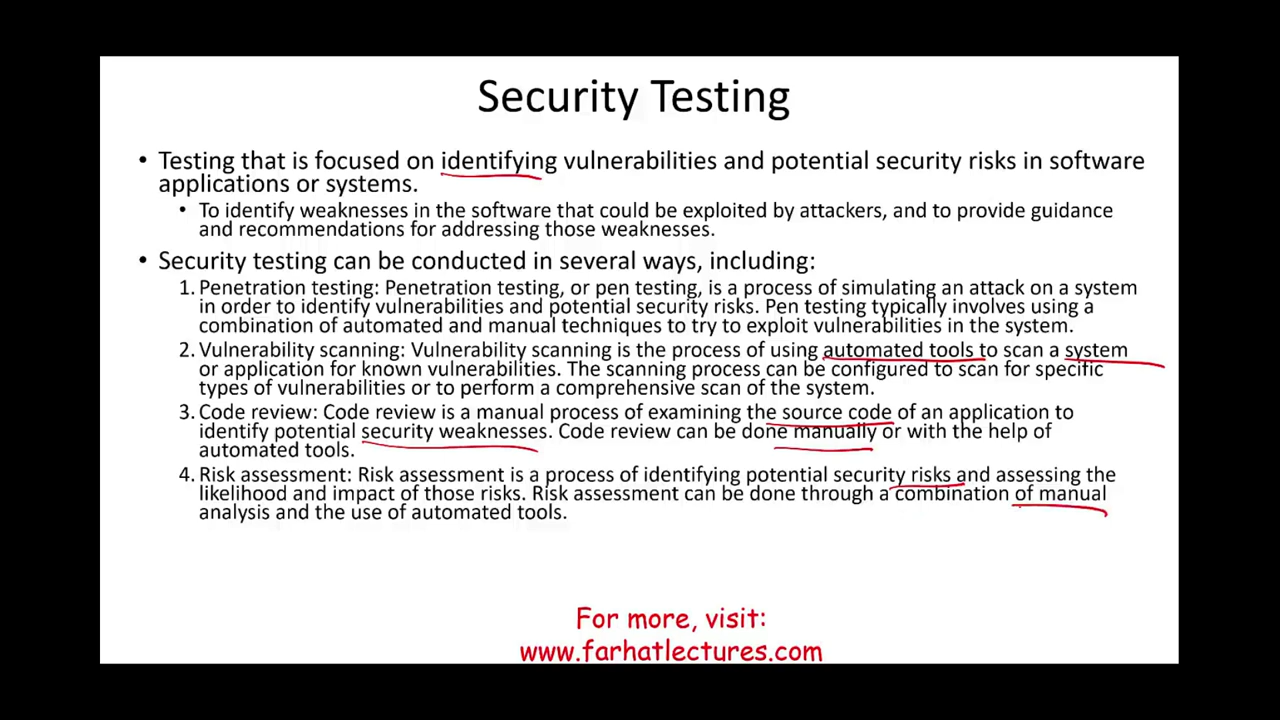 Security Testing
• Testing that is focused on identifying vulnerabilities and potential security risks in software
applications or systems.
• To identify weaknesses in the software that could be exploited by attackers, and to provide guidance
and recommendations for addressing those weaknesses.
• Security testing can be conducted in several ways, including:
1. Penetration testing: Penetration testing, or pen testing, is a process of simulating an attack on a system
in order to identify vulnerabilities and potential security risks. Pen testing typically involves using a
combination of automated and manual techniques to try to exploit vulnerabilities in the system.
2. Vulnerability scanning: Vulnerability scanning is the process of using automated tools to scan a system
or application for known vulnerabilities. The scanning process can be configured to scan for specific
types of vulnerabilities or to perform a comprehensive scan of the system.
3. Code review: Code review is a manual process of examining the source code of an application to
identify potential security weaknesses. Code review can be done manually or with the help of
automated tools.
4. Risk assessment: Risk assessment is a process of identifying potential security risks and assessing the
likelihood and impact of those risks. Risk assessment can be done through a combination of manual
analysis and the use of automated tools.
For more, visit:
www.farhatlectures.com